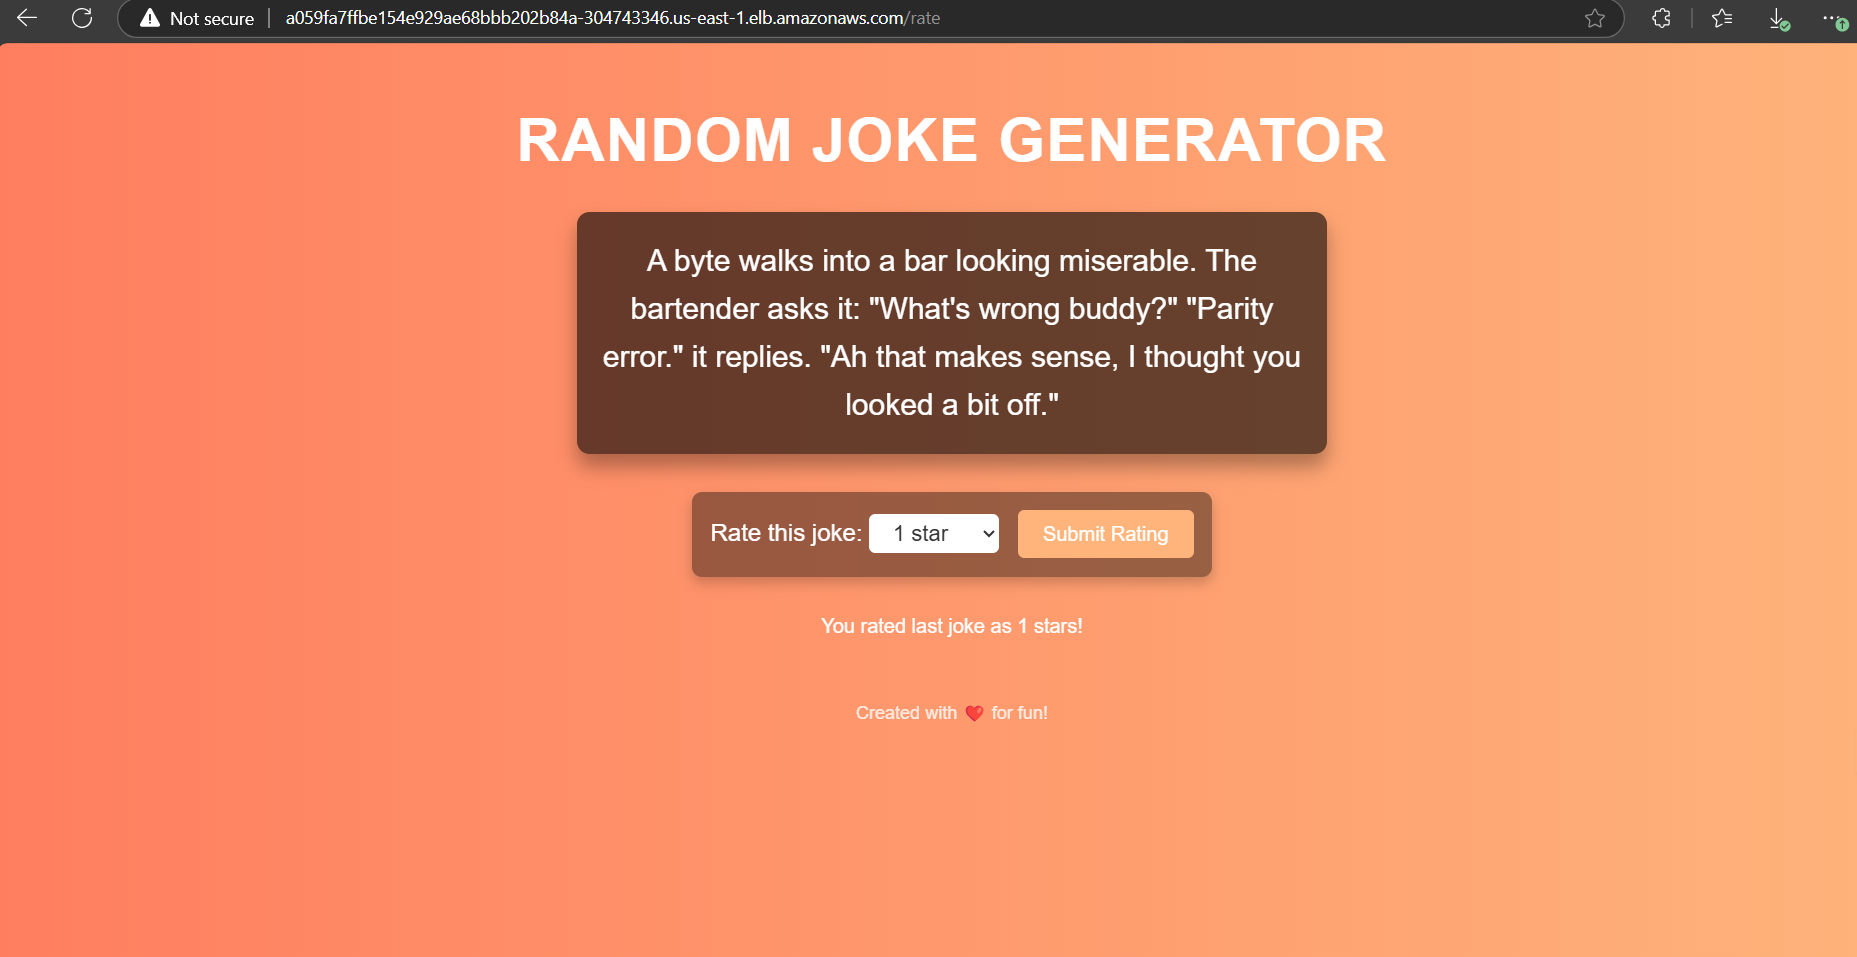 Not secure
a059fa7ffbe154e929ae68bbb202b84a-304743346.us-east-1.elb.amazonaws.com/rate
RANDOM JOKE GENERATOR
A byte walks into a bar looking miserable. The
bartender asks it: "What's wrong buddy?" "Parity
error." it replies. "Ah that makes sense, I thought you
looked a bit off."
Rate this joke: 1 star Submit Rating
You rated last joke as 1 stars!
Created with ❤️ for fun!